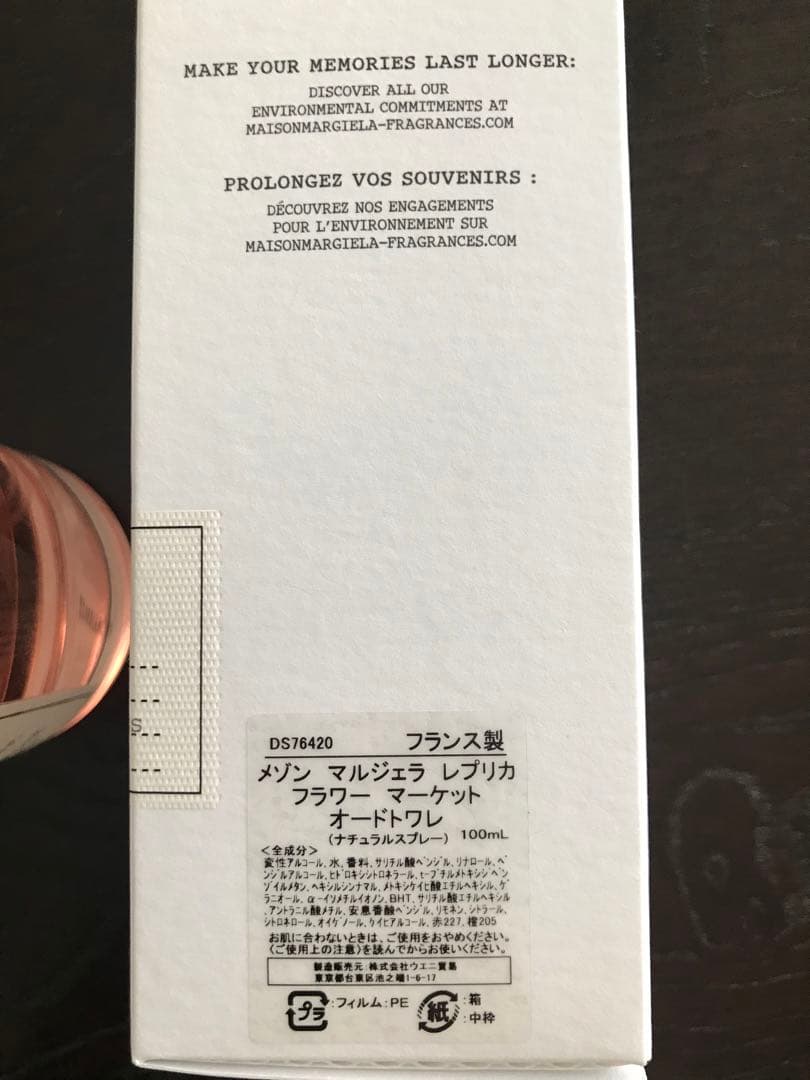 MAKE YOUR MEMORIES LAST LONGER:
DISCOVER ALL OUR
ENVIRONMENTAL COMMITMENTS AT
MAISONMARGIELA-FRAGRANCES.COM
PROLONGEZ VOS SOUVENIRS :
DÉCOUVREZ NOS ENGAGEMENTS
POUR L'ENVIRONNEMENT SUR
MAISONMARGIELA-FRAGRANCES.COM
S
DS76420 フランス製
メゾン マルジェラ レプリカ
フラワー マーケット
オードトワレ
(ナチュラルスプレー) 100mL
<全成分>
変性アルコール、水、香料、サリチル酸ベンジル、リナロール、ベ
ンジルアルコール、ヒドロキシシトロネラール、t-ブチルメトキシジベン
ゾイルメタン、ヘキシルシンナマル、メトキシケイヒ酸エチルヘキシル、ゲ
ラニオール、α-イソメチルイオノン、BHT、サリチル酸エチルヘキシル
、アントラニル酸メチル、安息香酸ベンジル、リモネン、シトラール、
シトロネロール、オイゲノール、ケイヒアルコール、赤227、橙205
お肌に合わないときは、ご使用をおやめください。
〈ご使用上の注意〉を読んでからお使いください。
製造販売元:株式会社ウエニ貿易
東京都台東区池之端1-6-17
プラ :フィルム:PE 紙 :箱
:中枠